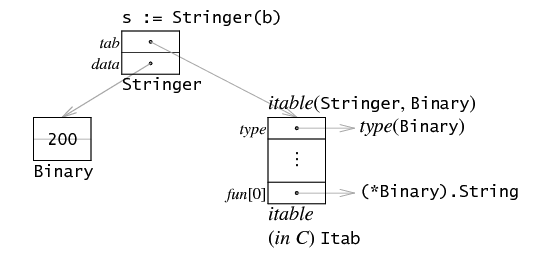 s := Stringer(b)
tab
data
Stringer
itable(Stringer, Binary)
type
type(Binary)
200
Binary
fun[0]
(*Binary).String
itable
(in C) Itab